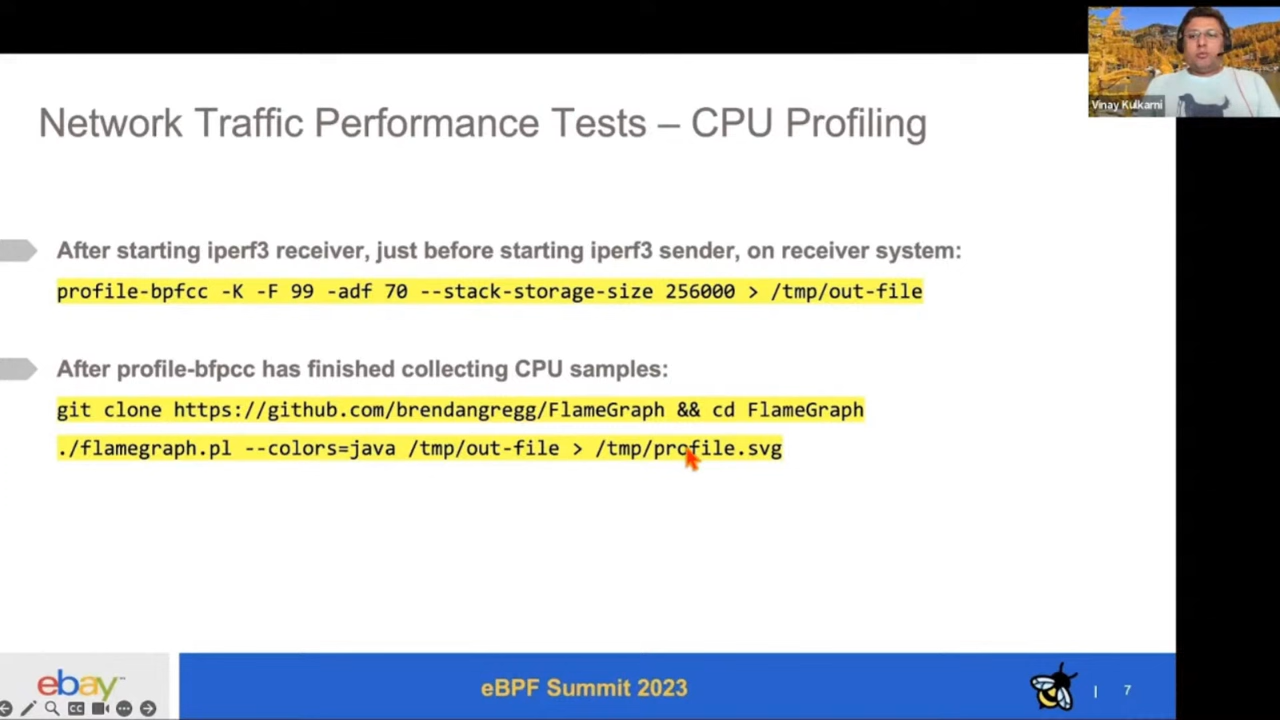 Vinay Kulkarni
Network Traffic Performance Tests – CPU Profiling
After starting iperf3 receiver, just before starting iperf3 sender, on receiver system:
profile-bpfcc -K -F 99 -adf 70 --stack-storage-size 256000 > /tmp/out-file
After profile-bfpcc has finished collecting CPU samples:
git clone https://github.com/brendangregg/FlameGraph && cd FlameGraph
./flamegraph.pl --colors=java /tmp/out-file > /tmp/profile.svg
ebay™
CC
eBPF Summit 2023
| 7